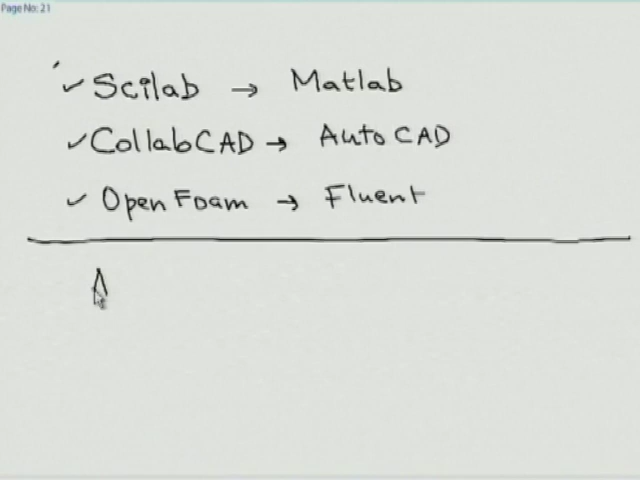 Page No: 21
✓ Scilab → Matlab
✓ CollabCAD → AutoCAD
✓ OpenFoam → Fluent
A